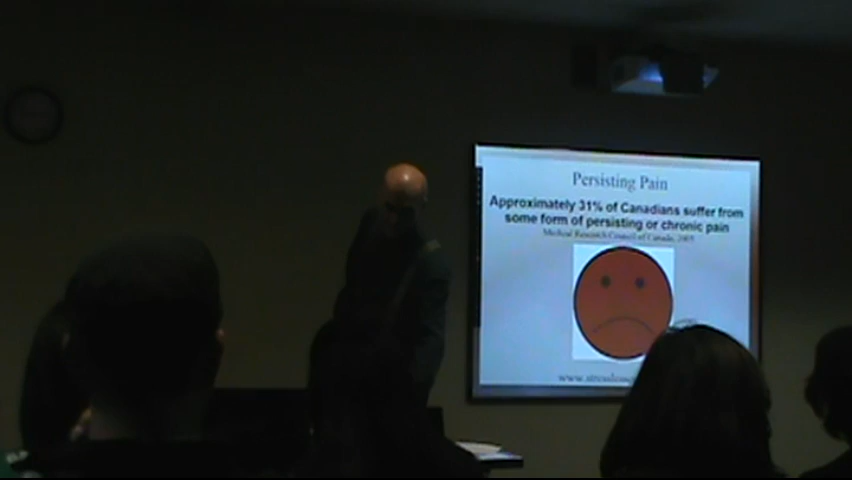 Persisting Pain
Approximately 31% of Canadians suffer from
some form of persisting or chronic pain
Medical Research Council of Canada, 2005